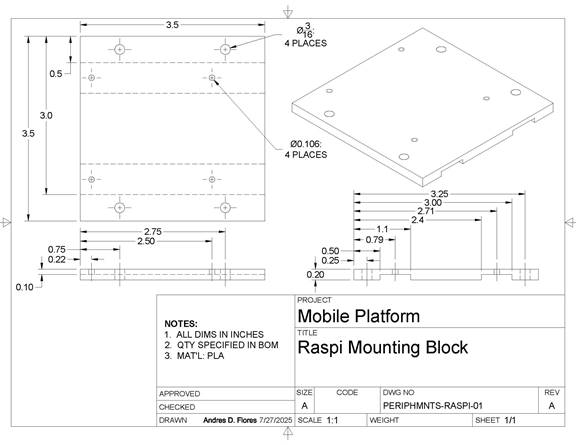 3.5
Ø 3/16:
4 PLACES
0.5
3.0
3.5
Ø0.106:
4 PLACES
2.75
2.50
0.75
0.22
0.10
3.25
3.00
2.71
2.4
1.1
0.79
0.50
0.25
0.20
NOTES:
1. ALL DIMS IN INCHES
2. QTY SPECIFIED IN BOM
3. MAT'L: PLA
PROJECT
Mobile Platform
TITLE
Raspi Mounting Block
APPROVED
CHECKED
DRAWN Andres D. Flores 7/27/2025
SIZE CODE DWG NO REV
A PERIPHMNTS-RASPI-01 A
SCALE 1:1 WEIGHT SHEET 1/1